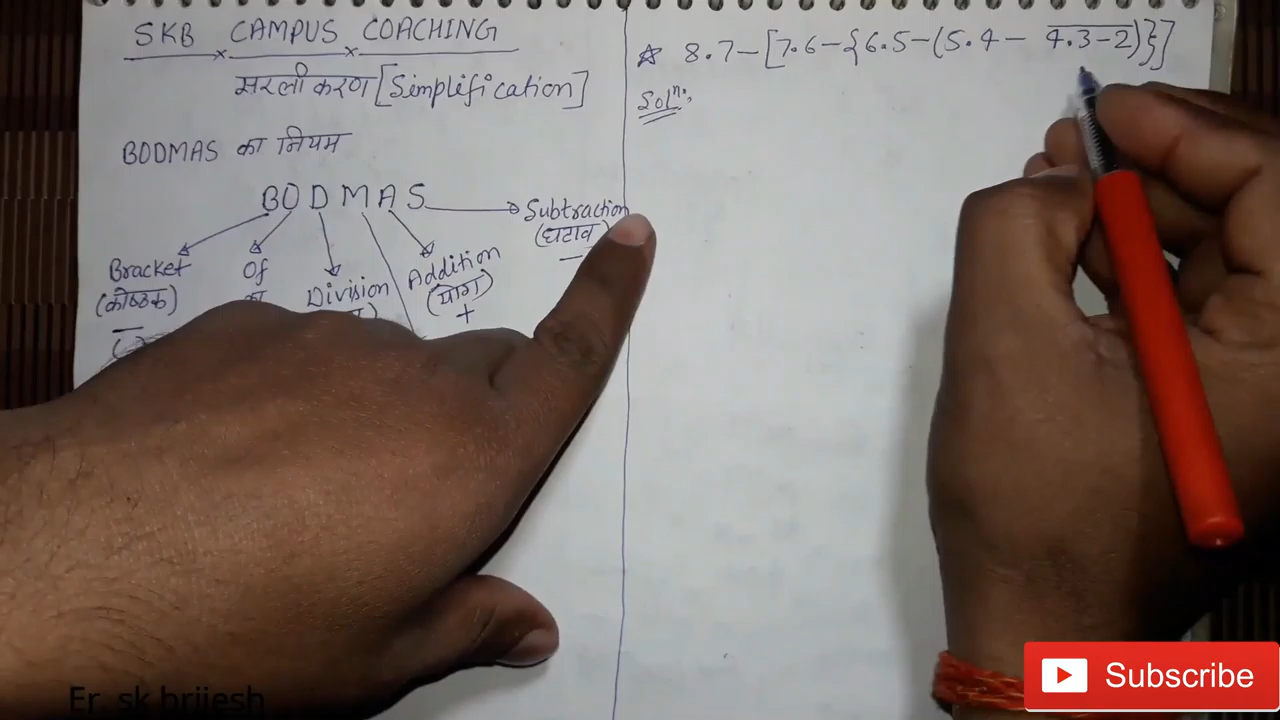 SKB CAMPUS COACHING
सरलीकरण [Simplification]
BODMAS का नियम
BODMAS
Subtraction
(घटाव)
−
Bracket
(कोष्ठक)
−
Of
का
Division
Addition
(योग)
+
☆ 8.7−[7.6−{6.5−(5.4− 4.3−2)}]
Solⁿ:
Er. sk brijesh
Subscribe